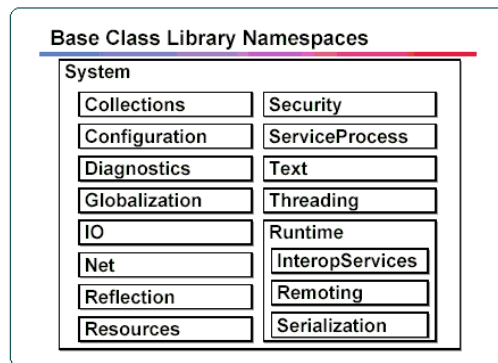 Base Class Library Namespaces
System
Collections
Configuration
Diagnostics
Globalization
IO
Net
Reflection
Resources
Security
ServiceProcess
Text
Threading
Runtime
InteropServices
Remoting
Serialization